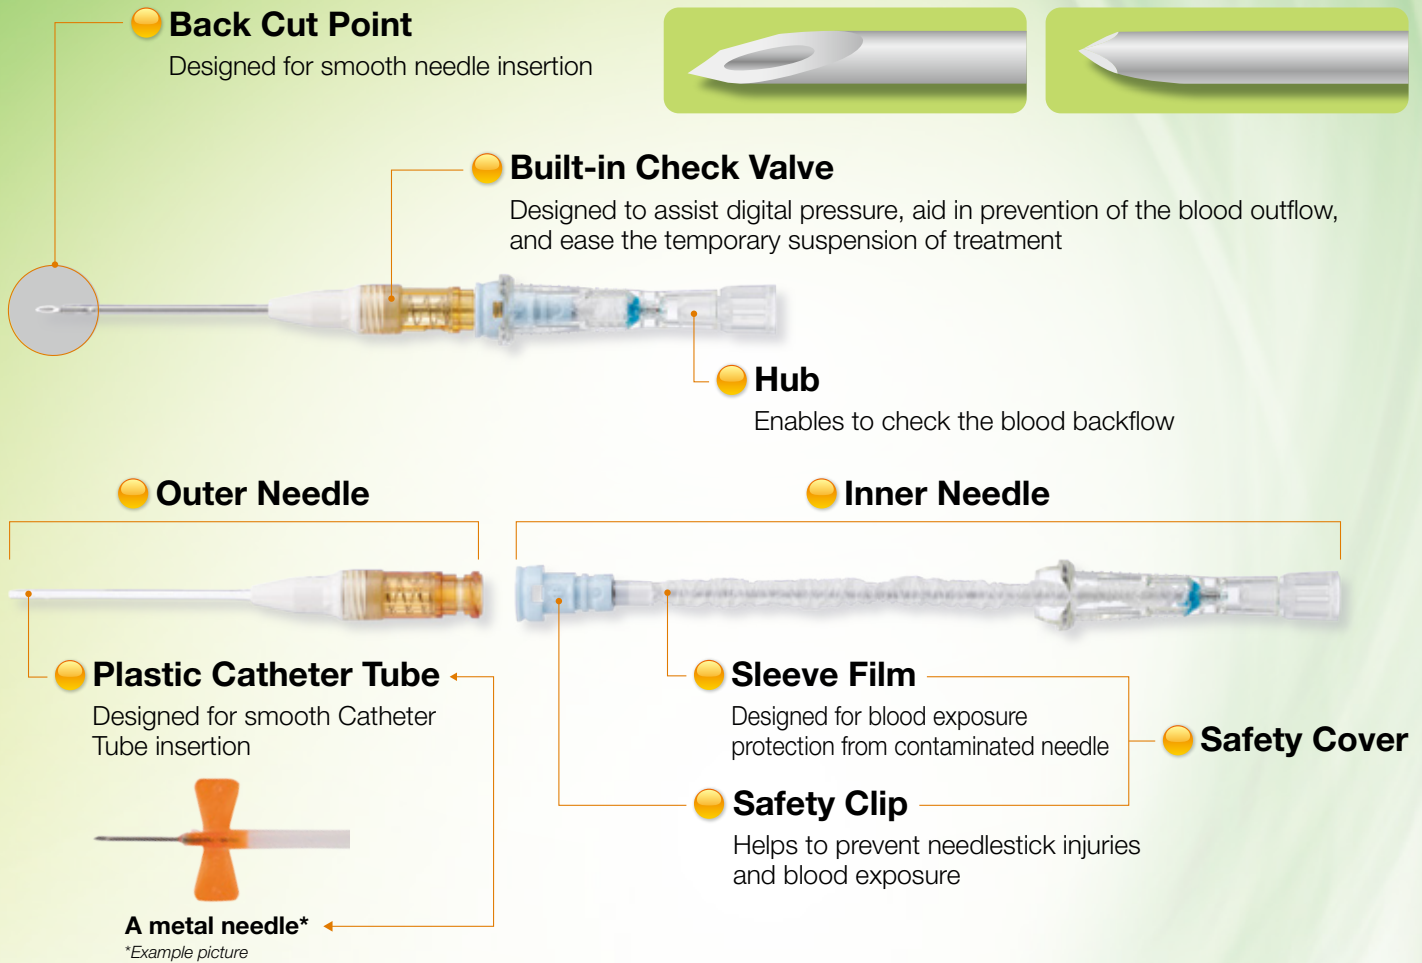 Back Cut Point
Designed for smooth needle insertion
Built-in Check Valve
Designed to assist digital pressure, aid in prevention of the blood outflow,
and ease the temporary suspension of treatment
Hub
Enables to check the blood backflow
Outer Needle
Inner Needle
Plastic Catheter Tube
Designed for smooth Catheter
Tube insertion
Sleeve Film
Designed for blood exposure
protection from contaminated needle
Safety Cover
Safety Clip
Helps to prevent needlestick injuries
and blood exposure
A metal needle*
*Example picture